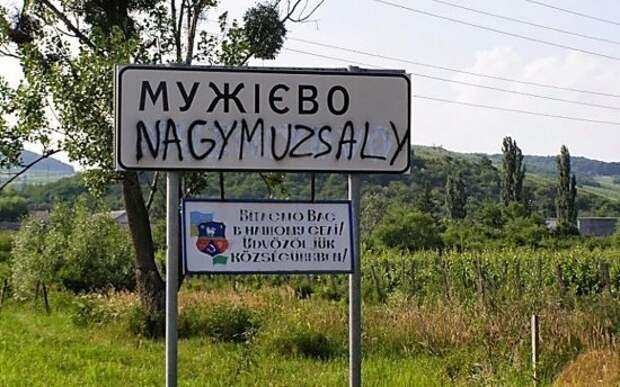 МУЖІЄВО
NAGYMUZSALY
Вітаємо Вас
в нашому селі!
Üdvözöljük
községünkben!